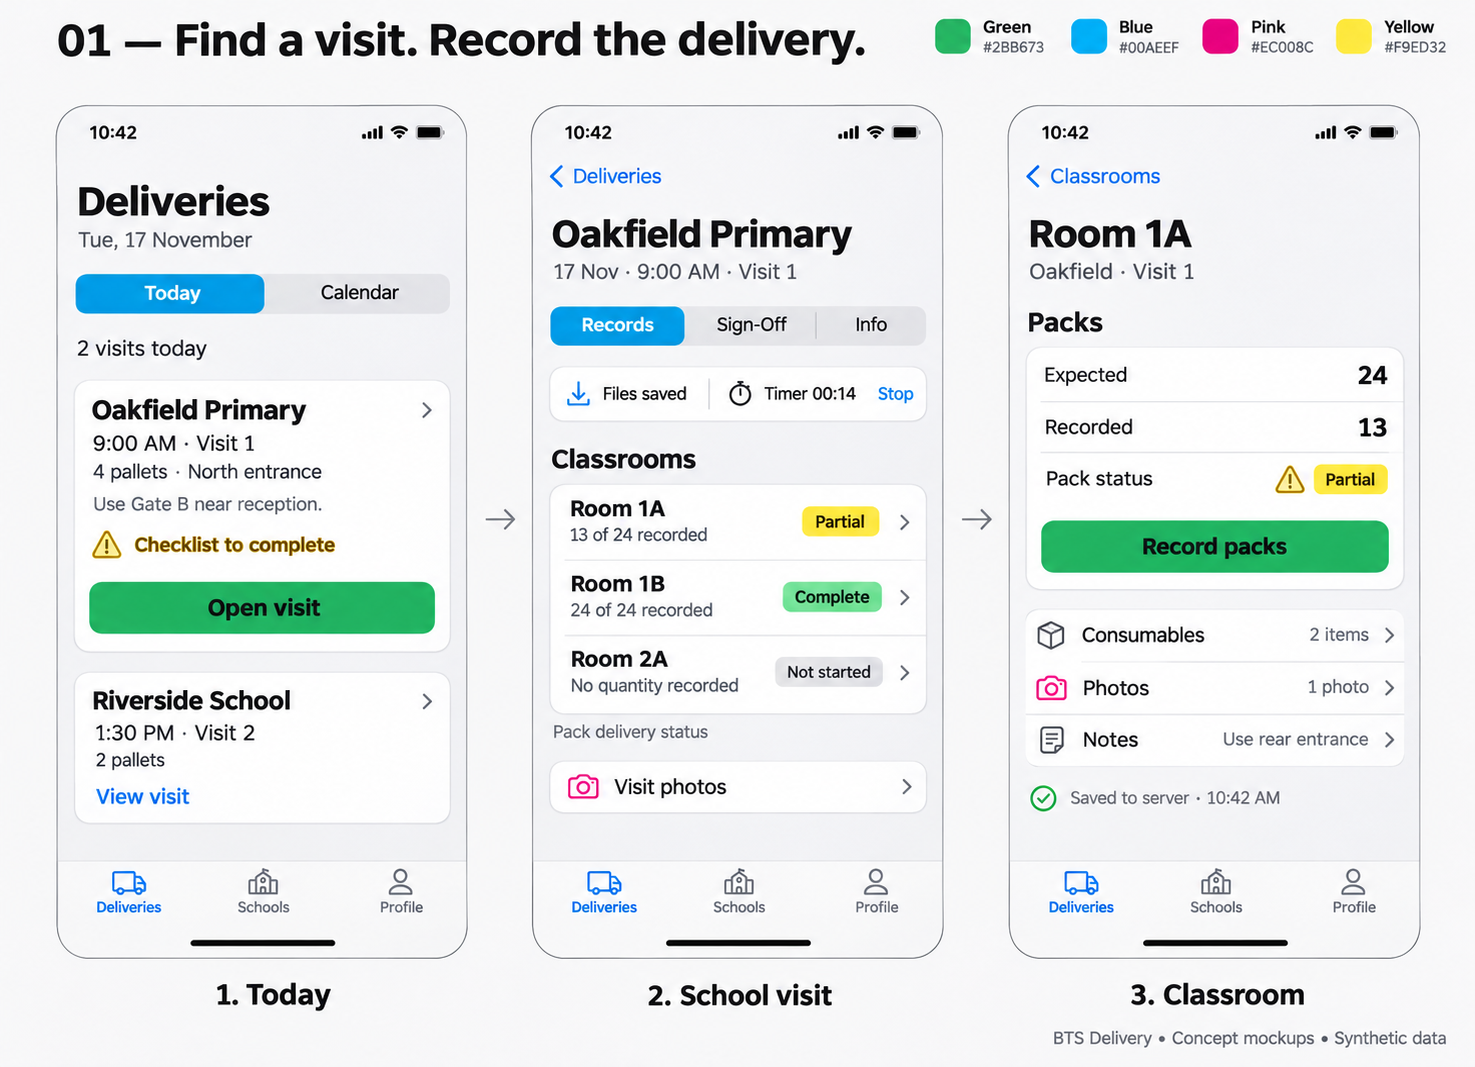 01 — Find a visit. Record the delivery.
Green
#2BB673
Blue
#00AEEF
Pink
#EC008C
Yellow
#F9ED32
10:42
Deliveries
Tue, 17 November
Today
Calendar
2 visits today
Oakfield Primary
9:00 AM · Visit 1
4 pallets · North entrance
Use Gate B near reception.
Checklist to complete
Open visit
Riverside School
1:30 PM · Visit 2
2 pallets
View visit
Deliveries
Schools
Profile
1. Today
10:42
Deliveries
Oakfield Primary
17 Nov · 9:00 AM · Visit 1
Records
Sign-Off
Info
Files saved
Timer 00:14
Stop
Classrooms
Room 1A
13 of 24 recorded
Partial
Room 1B
24 of 24 recorded
Complete
Room 2A
No quantity recorded
Not started
Pack delivery status
Visit photos
Deliveries
Schools
Profile
2. School visit
10:42
Classrooms
Room 1A
Oakfield · Visit 1
Packs
Expected
24
Recorded
13
Pack status
Partial
Record packs
Consumables
2 items
Photos
1 photo
Notes
Use rear entrance
Saved to server · 10:42 AM
Deliveries
Schools
Profile
3. Classroom
BTS Delivery • Concept mockups • Synthetic data